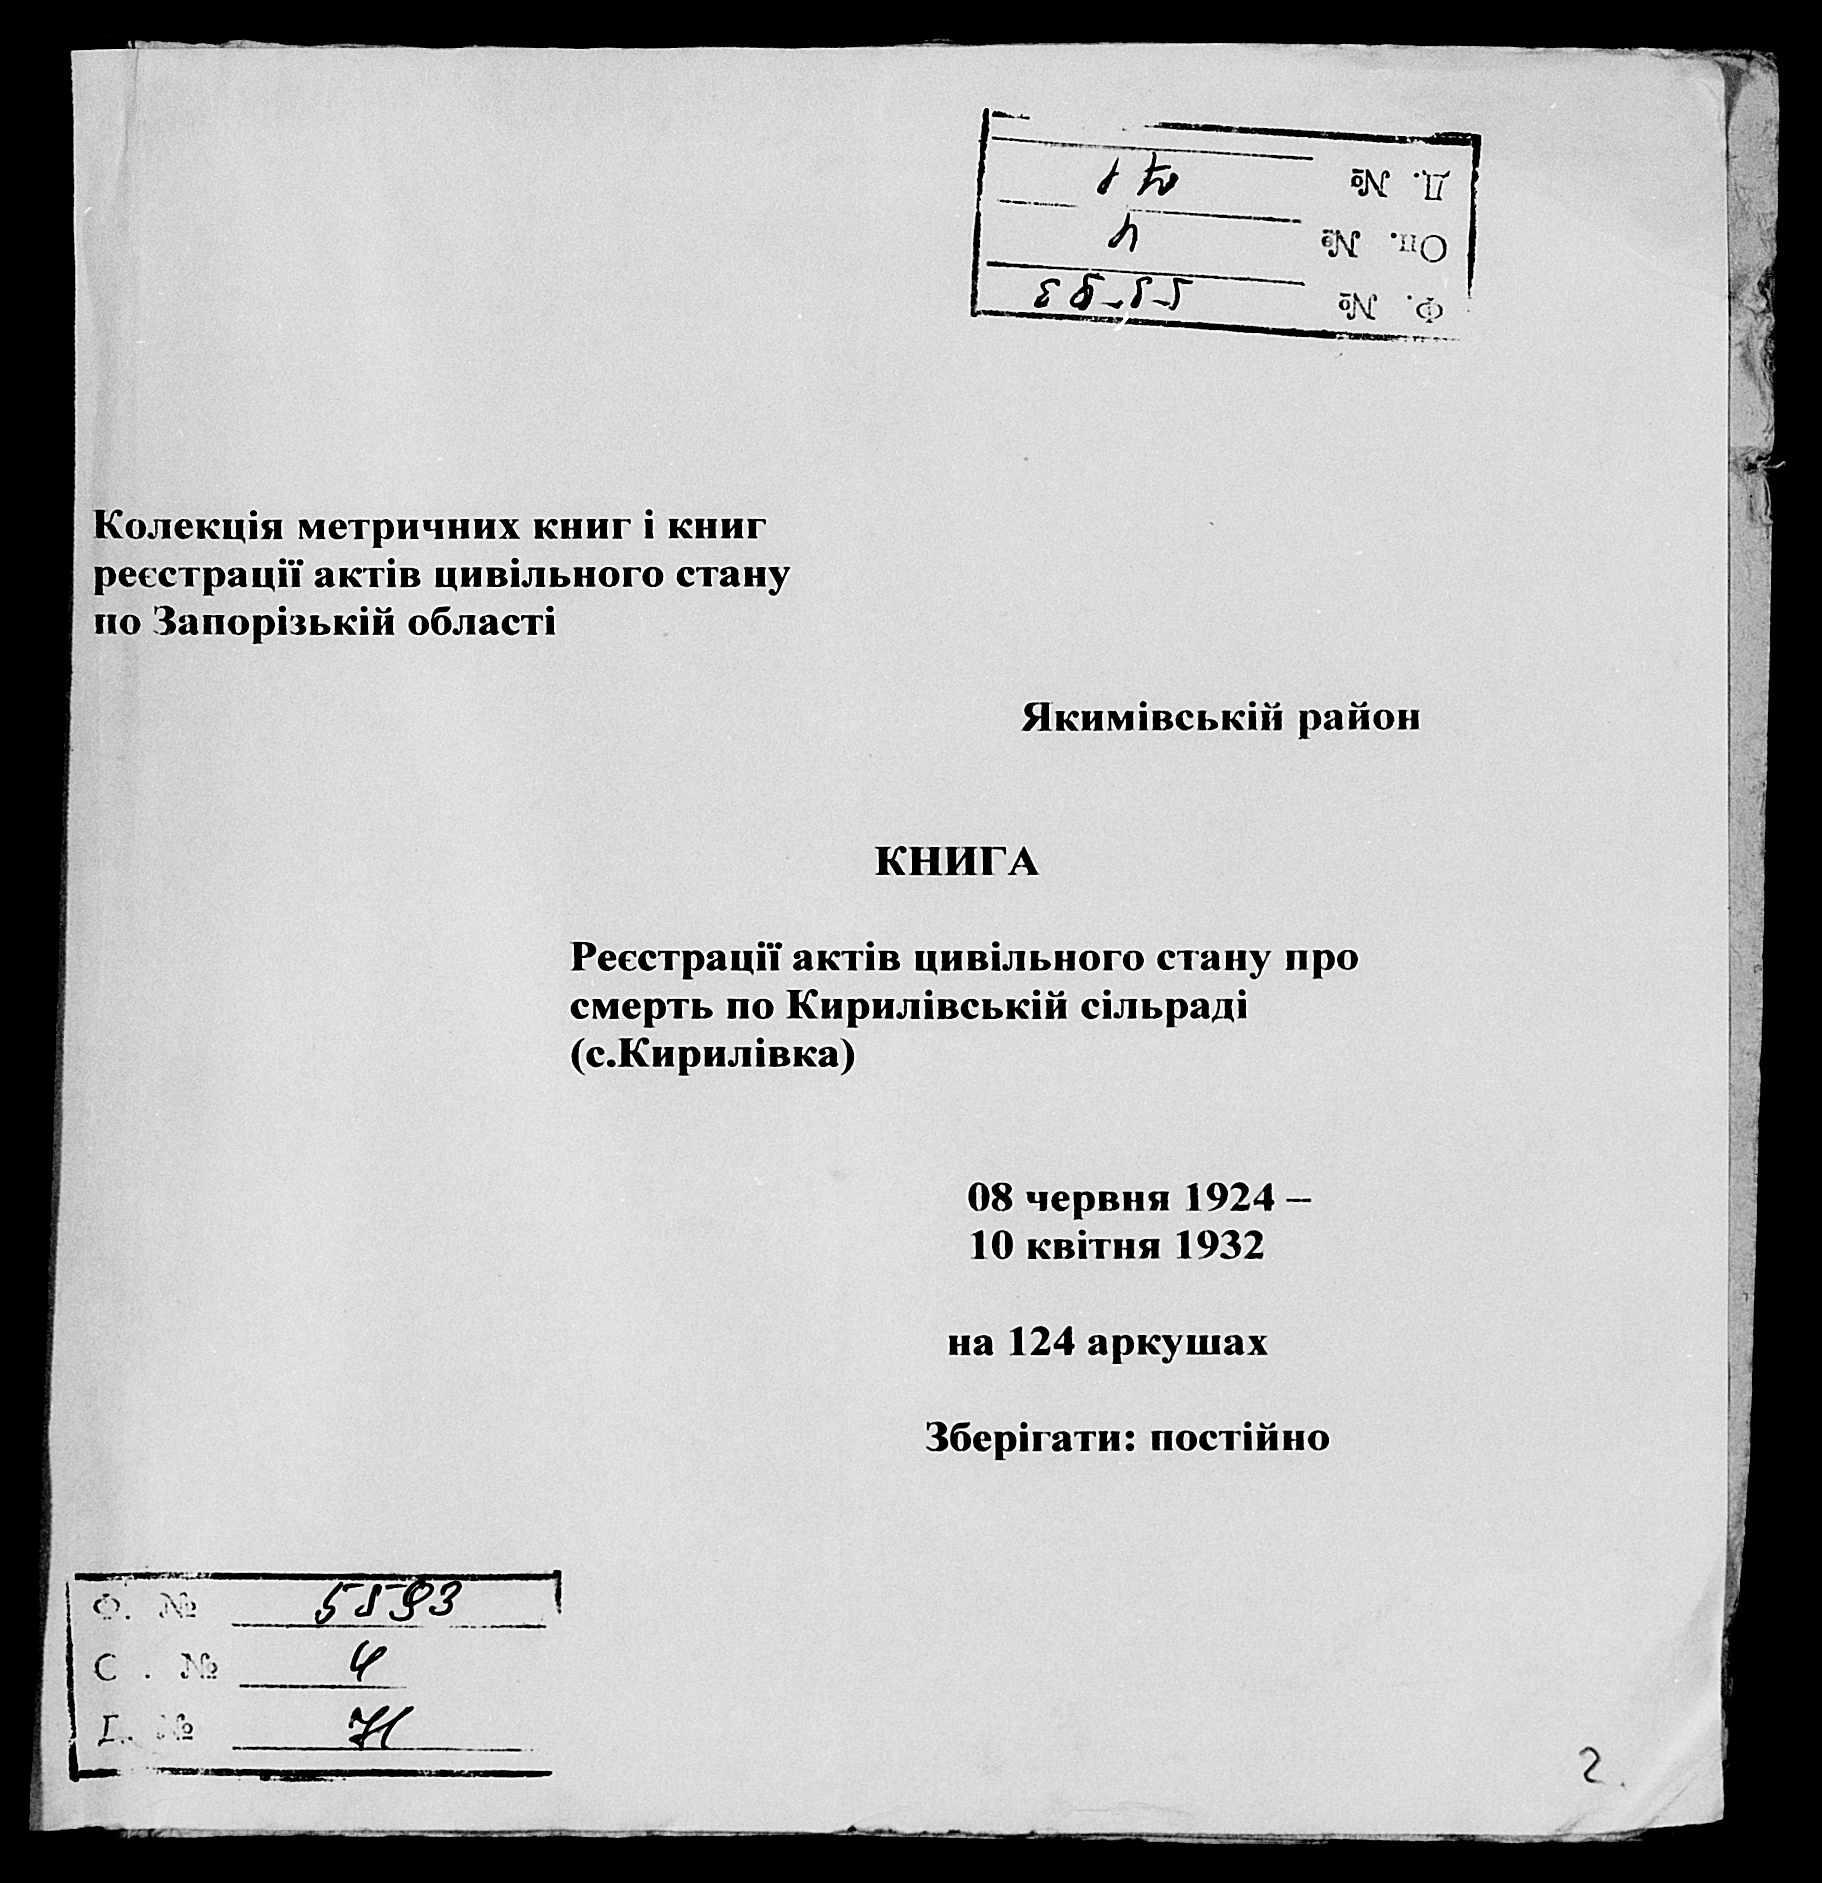 Д. № 71
Оп. № 4
Ф. № 5593
Колекція метричних книг і книг
реєстрації актів цивільного стану
по Запорізькій області
Якимівській район
КНИГА
Реєстрації актів цивільного стану про
смерть по Кирилівській сільраді
(с.Кирилівка)
08 червня 1924 –
10 квітня 1932
на 124 аркушах
Зберігати: постійно
Ф. № 5593
О . № 4
Д. № 71
2